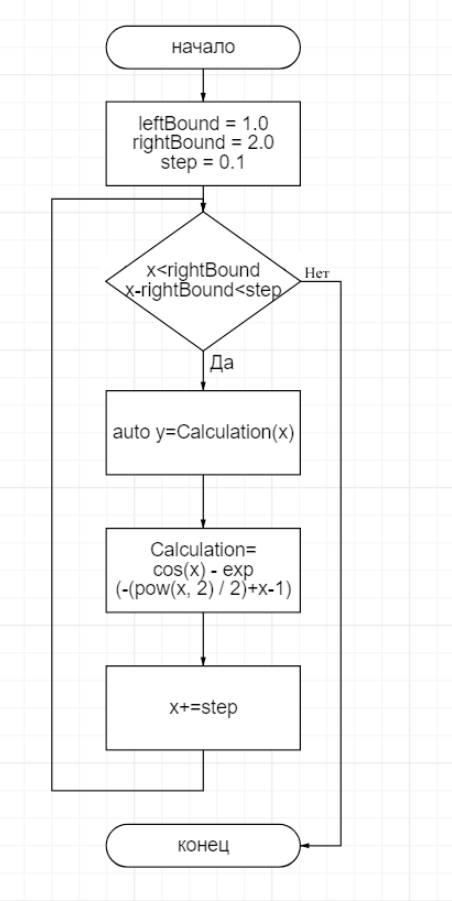 начало
leftBound = 1.0
rightBound = 2.0
step = 0.1
x<rightBound
x-rightBound<step
Нет
Да
auto y=Calculation(x)
Calculation=
cos(x) - exp
(-(pow(x, 2) / 2)+x-1)
x+=step
конец